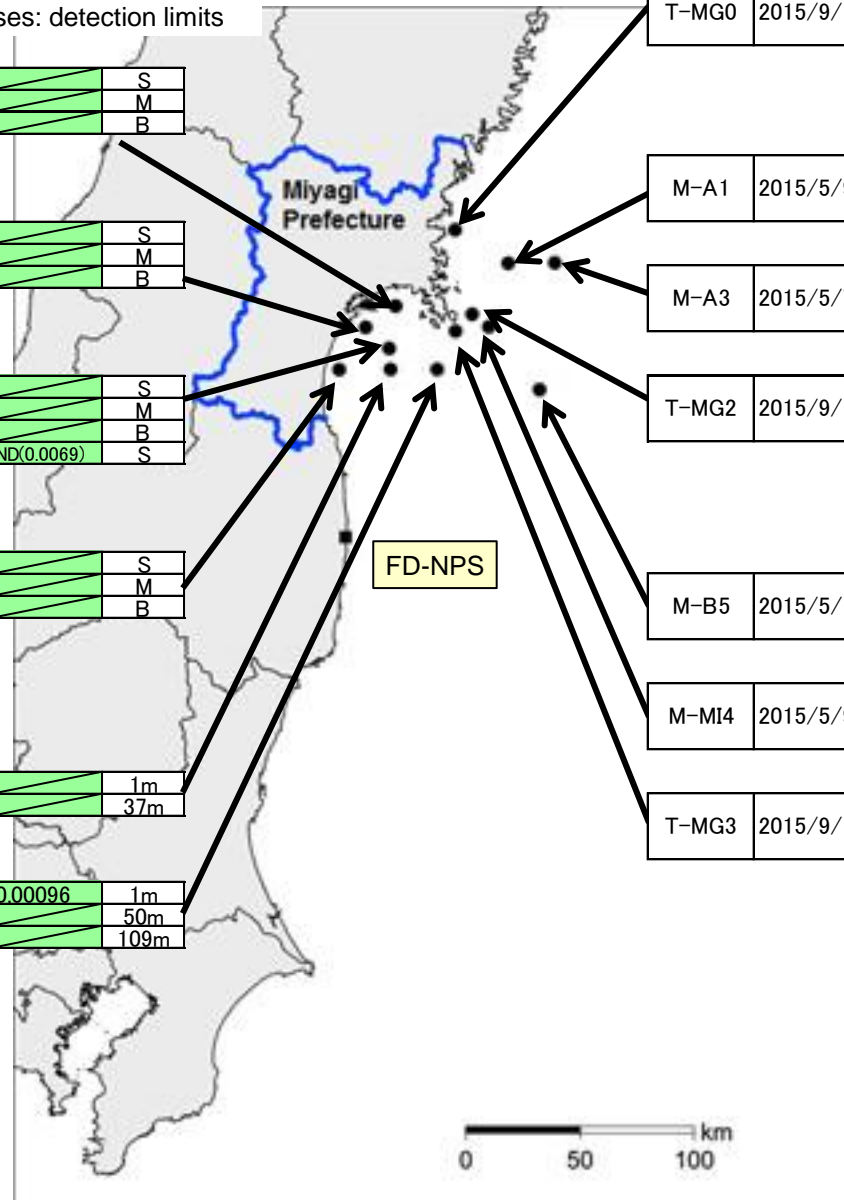 ses: detection limits
T-MG0 2015/9/
S
M
B
Miyagi
Prefecture
M-A1 2015/5/
S
M
B
M-A3 2015/5/
S
M
B
ND(0.0069) S
T-MG2 2015/9/
FD-NPS
S
M
B
M-B5 2015/5/
M-MI4 2015/5/
1m
37m
T-MG3 2015/9/
0.00096 1m
50m
109m
km
0 50 100